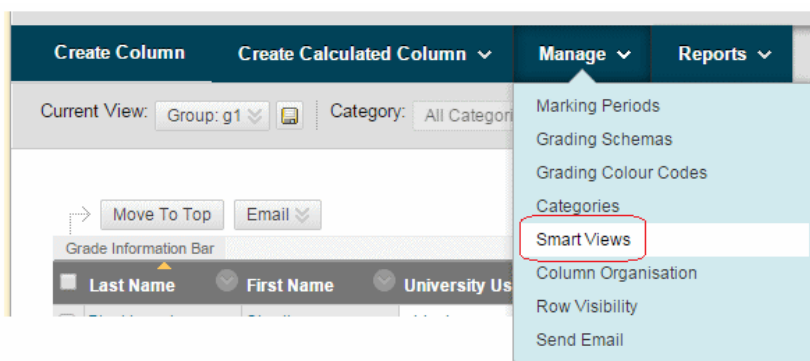 Create Column Create Calculated Column Manage Reports
Current View: Group: g1 Category: All Categori
Marking Periods
Grading Schemas
Grading Colour Codes
Categories
Smart Views
Column Organisation
Row Visibility
Send Email
Move To Top Email
Grade Information Bar
Last Name First Name University Us